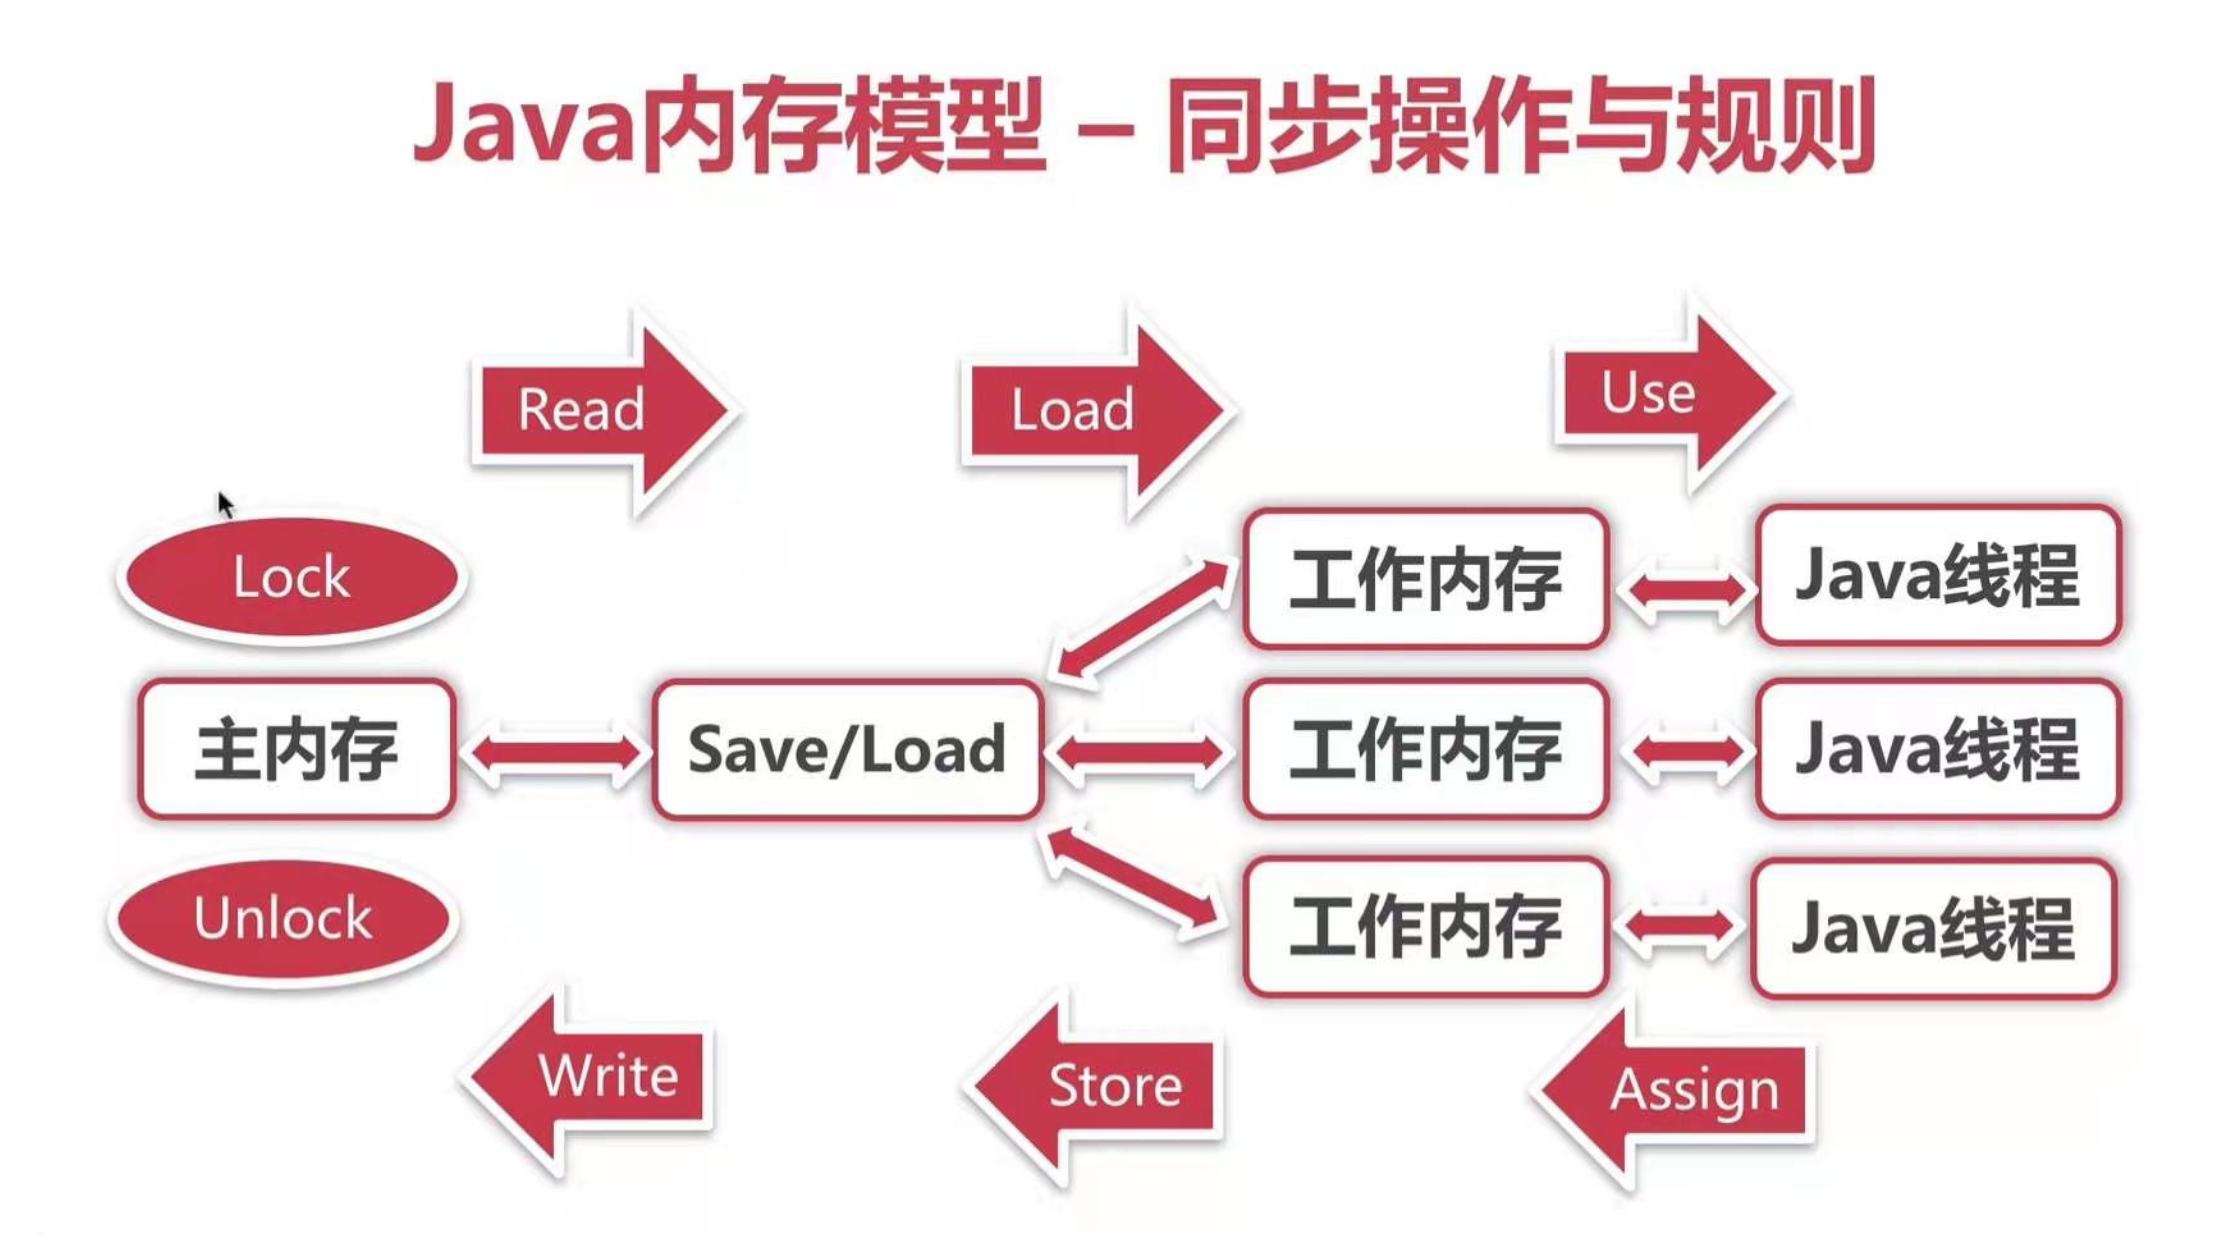 Java内存模型 – 同步操作与规则
Read
Load
Use
Lock
工作内存
Java线程
主内存
Save/Load
工作内存
Java线程
Unlock
工作内存
Java线程
Write
Store
Assign